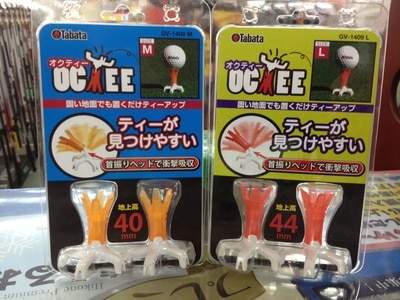 Tabata
GV-1409 M
オクティー
OCTEE
SIZE
M
固い地面でも置くだけティーアップ
ティーが
見つけやすい
首振りヘッドで衝撃吸収
地上高
40
mm
Tabata
GV-1409 L
オクティー
OCTEE
SIZE
L
固い地面でも置くだけティーアップ
ティーが
見つけやすい
首振りヘッドで衝撃吸収
地上高
44
mm
Hikone Premium